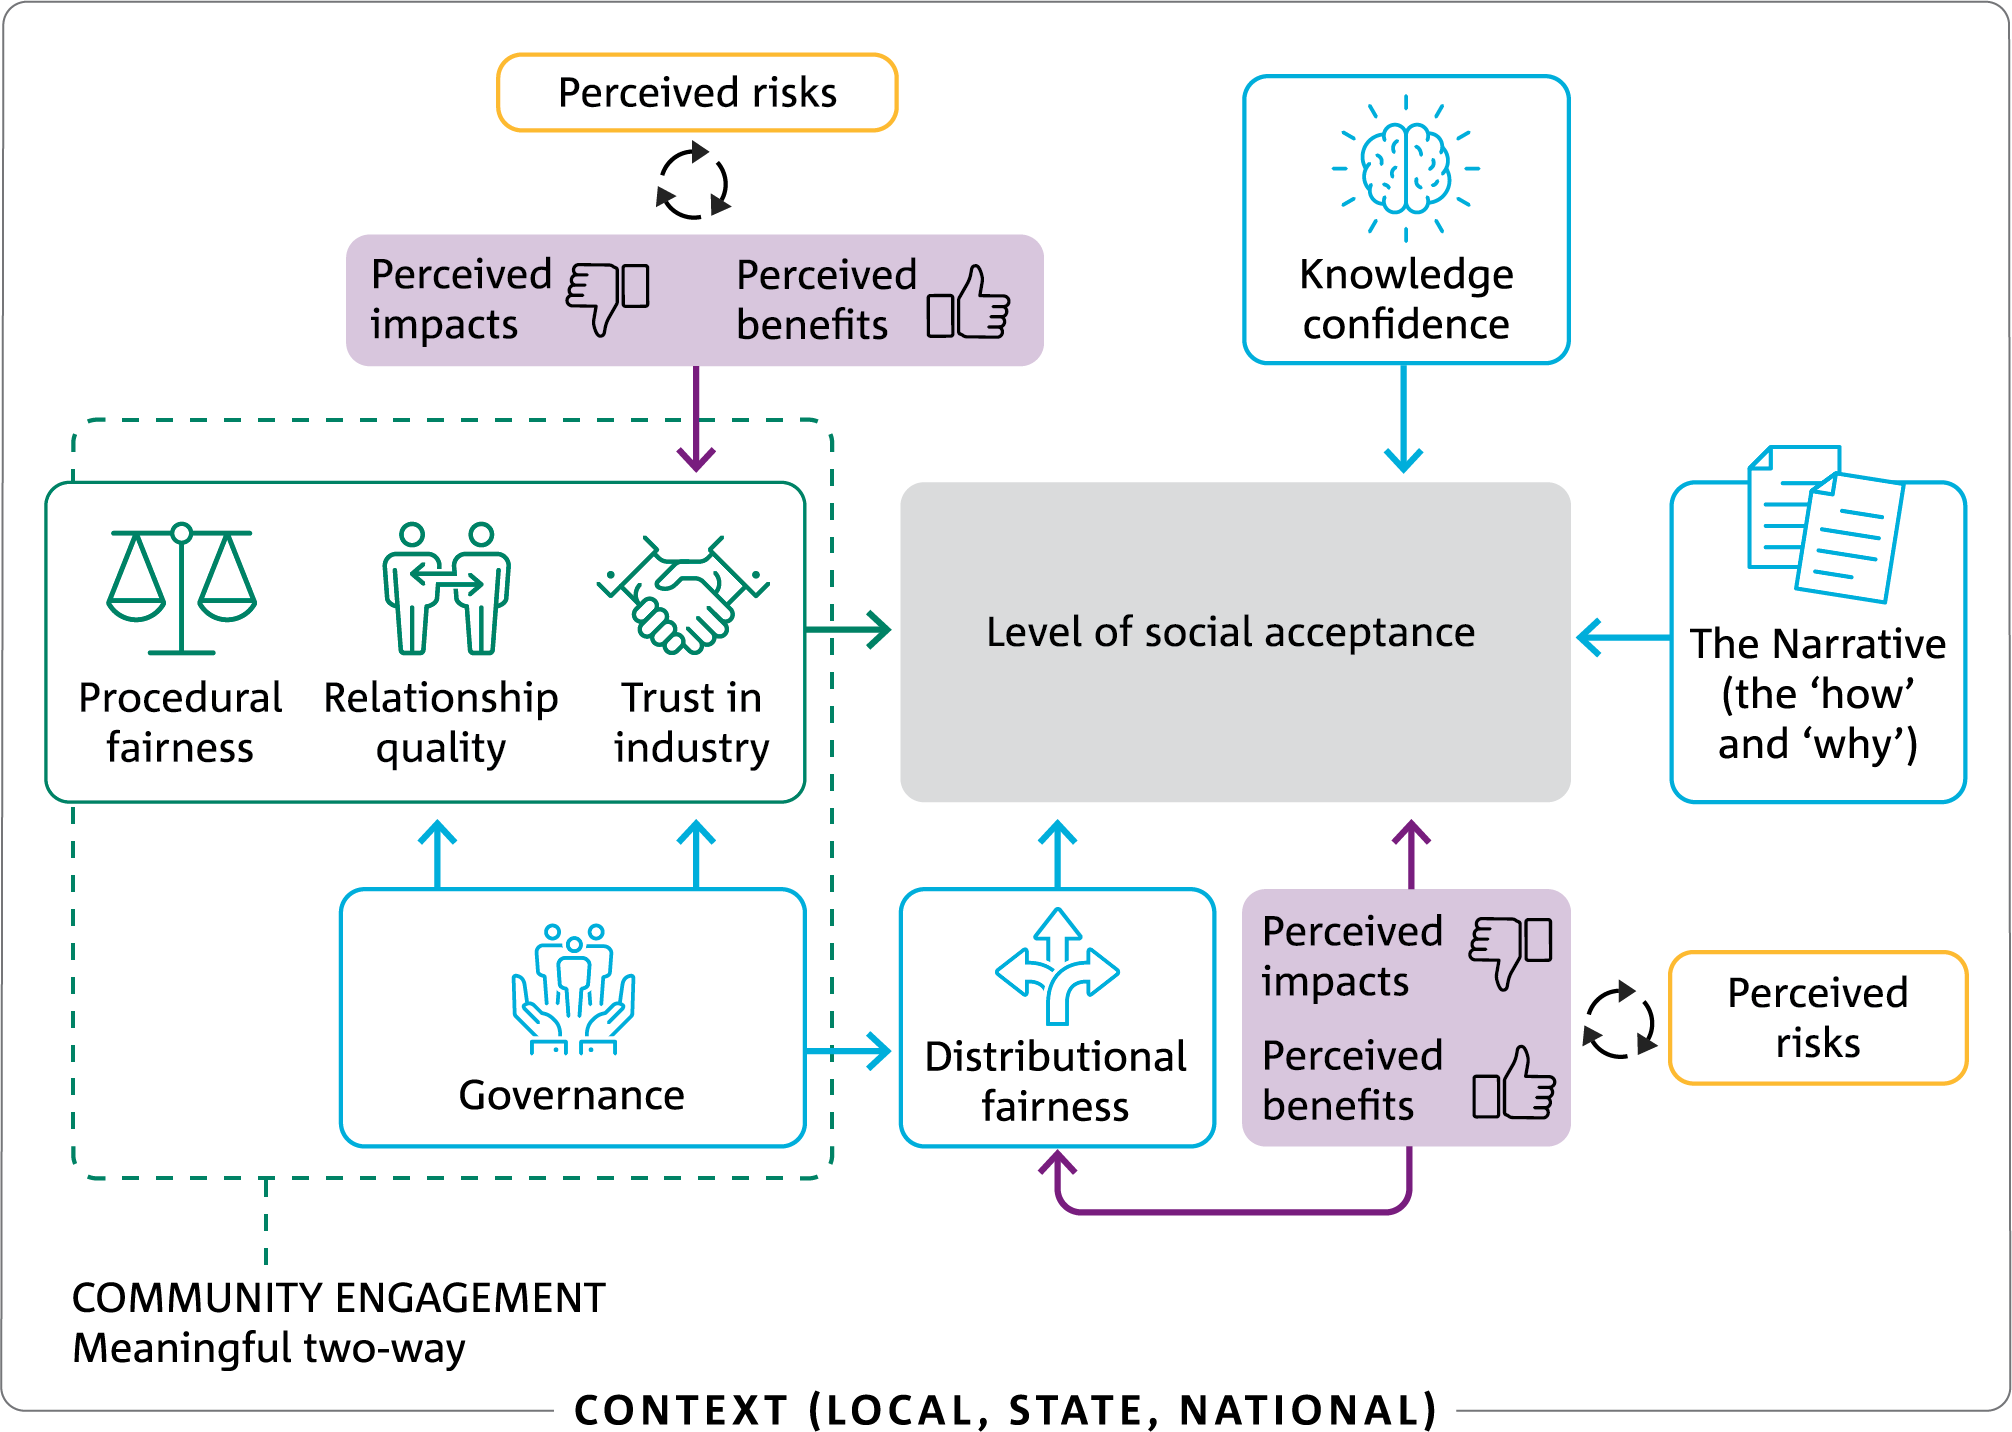 Perceived risks
Perceived
impacts
Perceived
benefits
Knowledge
confidence
Procedural
fairness
Relationship
quality
Trust in
industry
Level of social acceptance
The Narrative
(the ‘how’
and ‘why’)
Governance
Distributional
fairness
Perceived
impacts
Perceived
benefits
Perceived
risks
COMMUNITY ENGAGEMENT
Meaningful two-way
CONTEXT (LOCAL, STATE, NATIONAL)